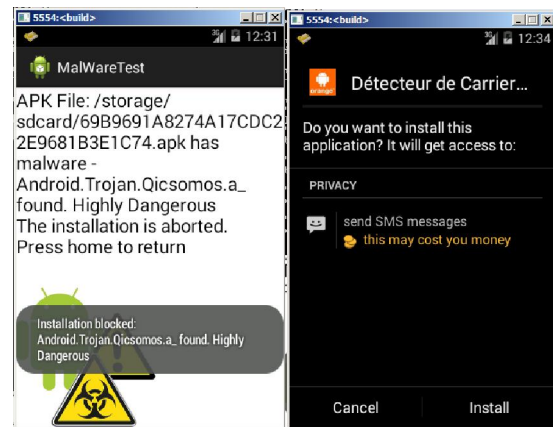 5554:<build>
12:31
MalWareTest
APK File: /storage/
sdcard/69B9691A8274A17CDC2
2E9681B3E1C74.apk has
malware -
Android.Trojan.Qicsomos.a_
found. Highly Dangerous
The installation is aborted.
Press home to return
Installation blocked:
Android.Trojan.Qicsomos.a_ found. Highly
Dangerous
5554:<build>
3G 12:34
orange
Détecteur de Carrier...
Do you want to install this
application? It will get access to:
PRIVACY
send SMS messages
this may cost you money
Cancel
Install